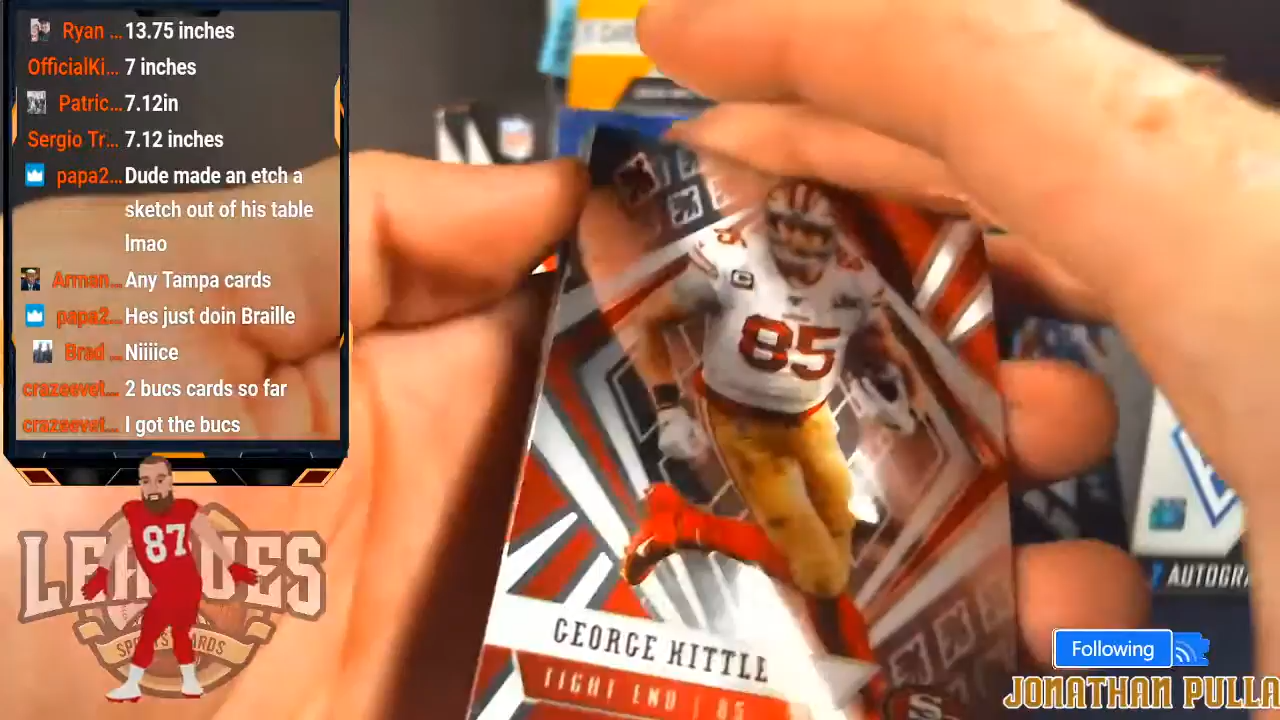 Ryan ... 13.75 inches
OfficialKi... 7 inches
Patric... 7.12in
Sergio Tr... 7.12 inches
papa2... Dude made an etch a
sketch out of his table
lmao
Arman... Any Tampa cards
papa2... Hes just doin Braille
Brad ... Niiiice
crazeevet... 2 bucs cards so far
crazeevet... I got the bucs
87
LEAGUES
SPORTS CARDS
85
GEORGE KITTLE
TIGHT END | 85
AUTOGRA
Following
JONATHAN PULLA